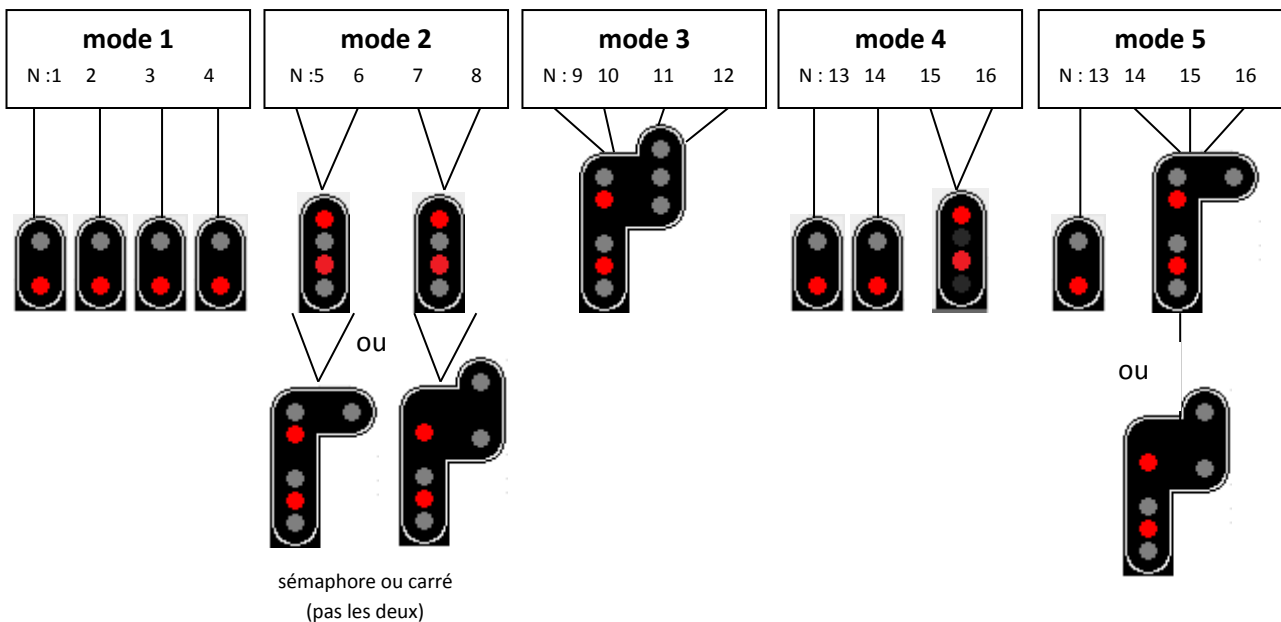 mode 1
N :1 2 3 4
mode 2
N :5 6 7 8
mode 3
N : 9 10 11 12
mode 4
N : 13 14 15 16
mode 5
N : 13 14 15 16
ou
ou
sémaphore ou carré
(pas les deux)